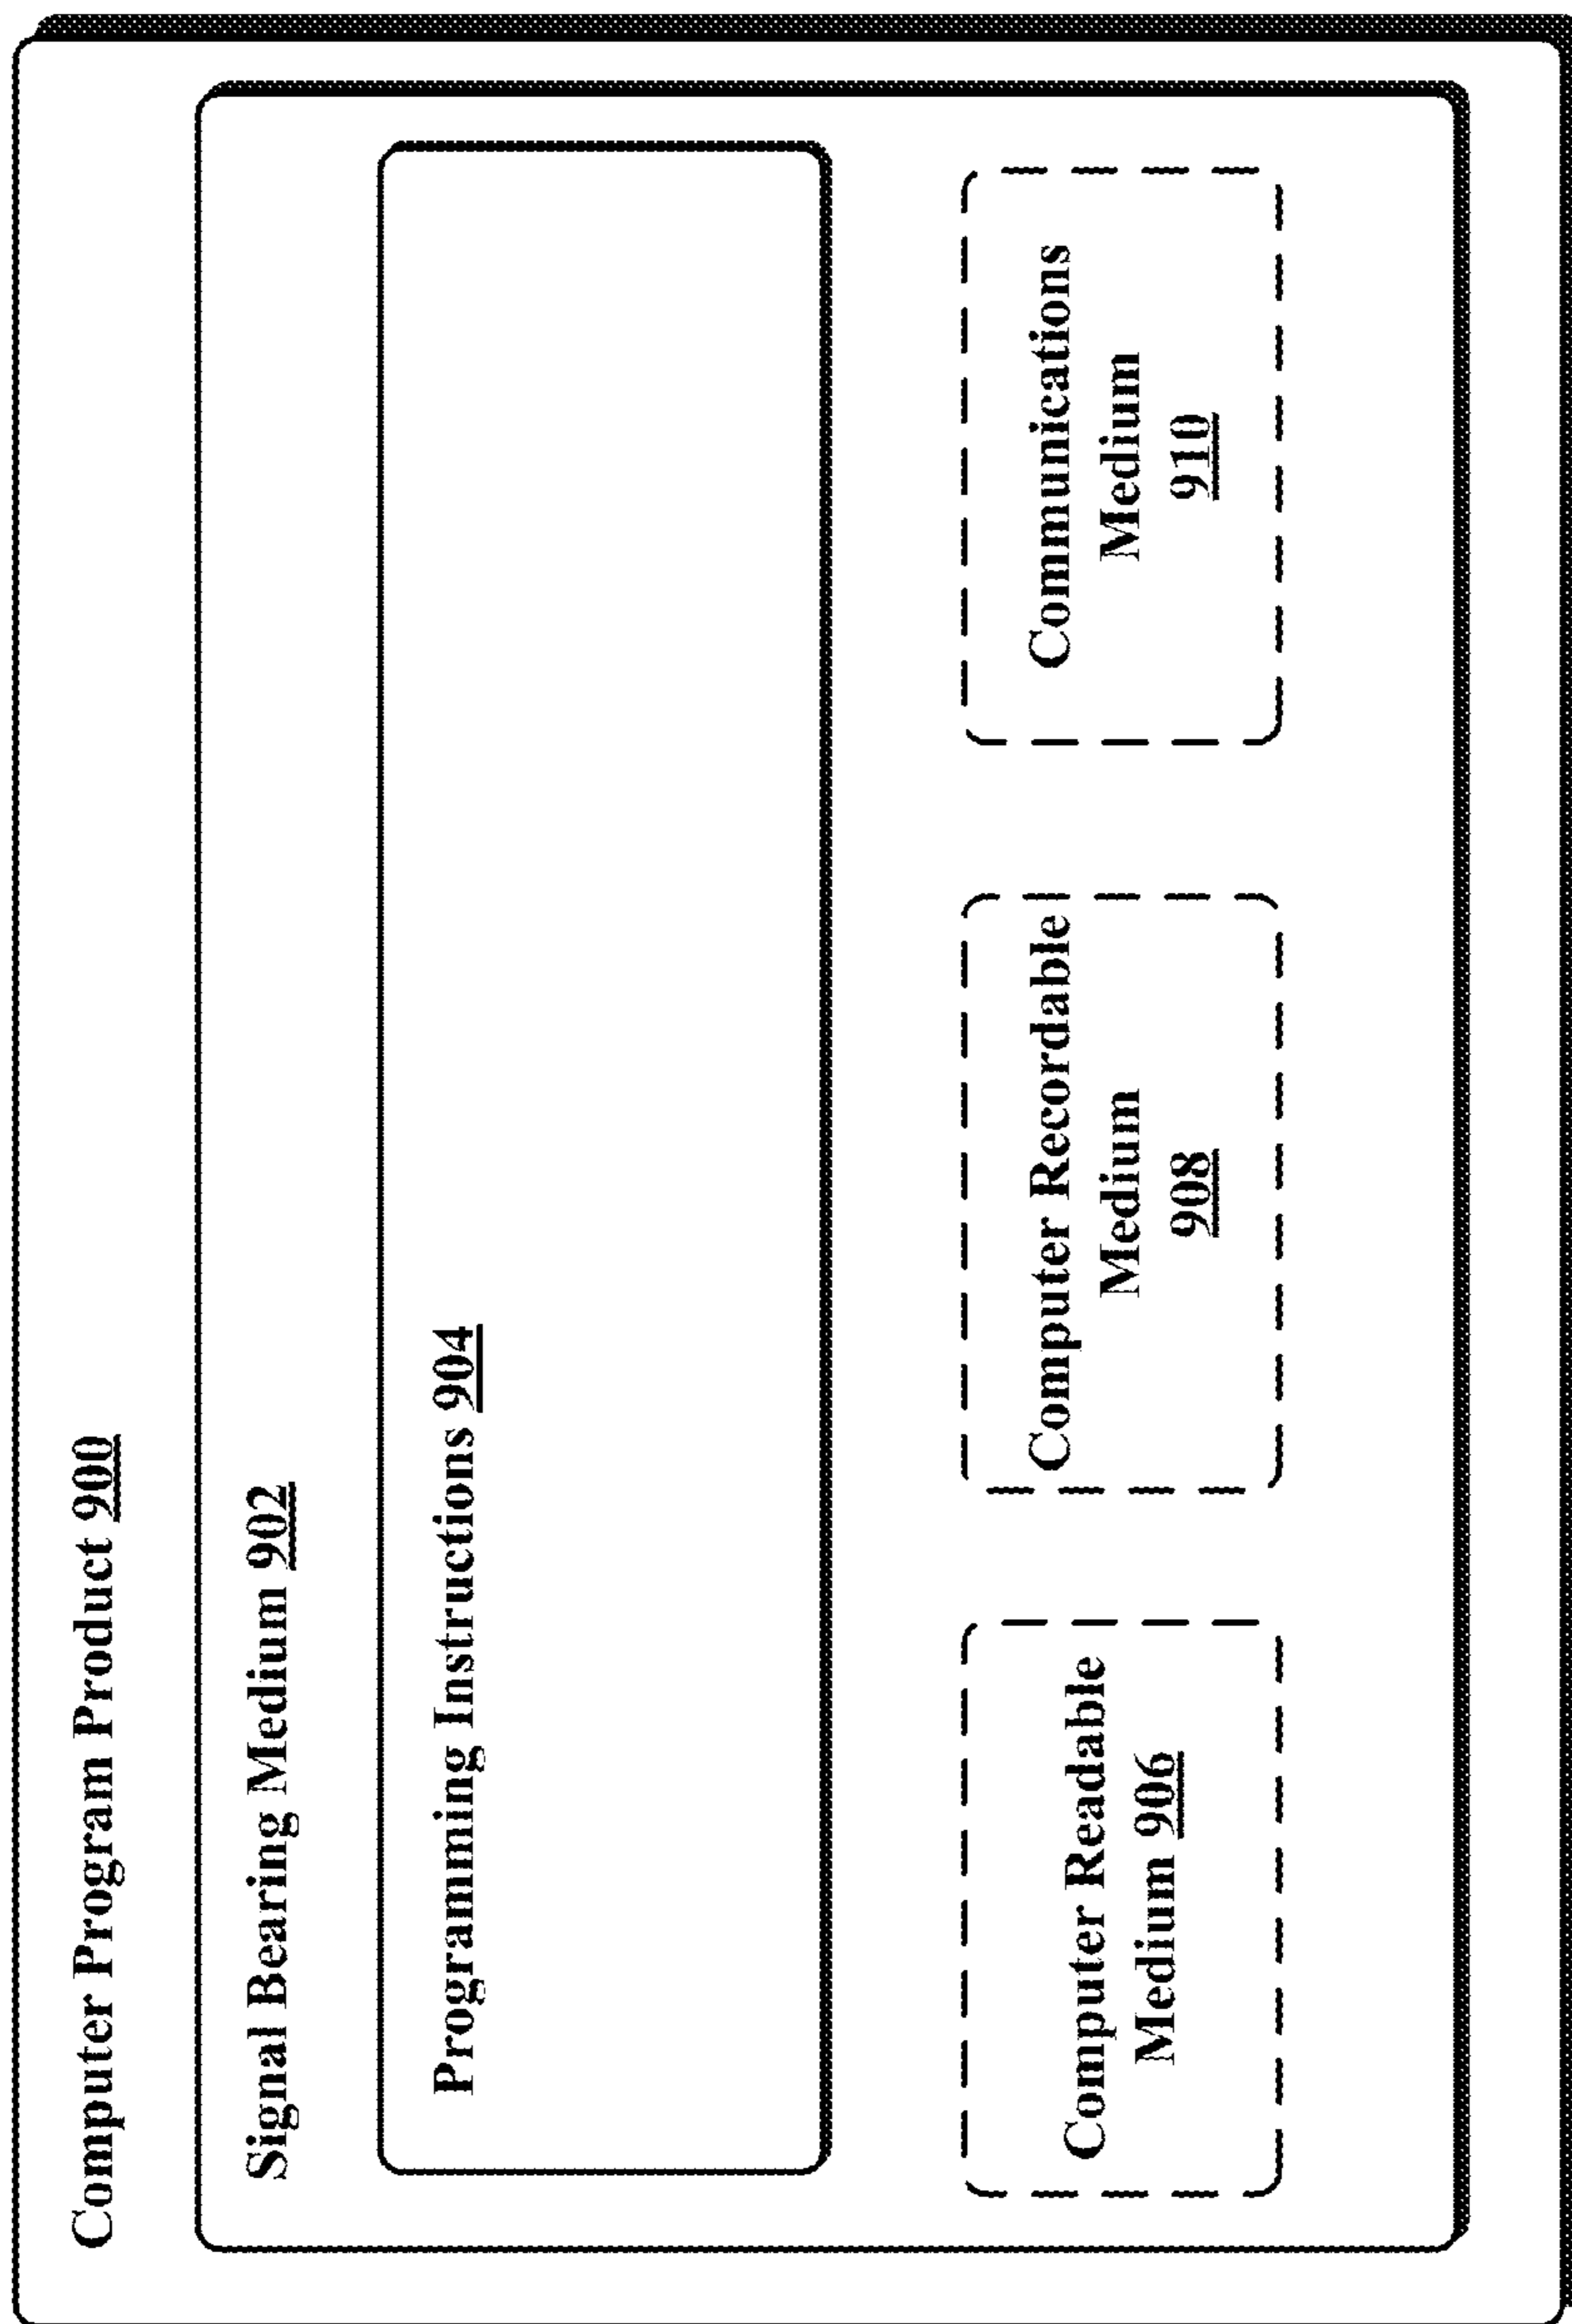 Computer Program Product 900
Signal Bearing Medium 902
Programming Instructions 904
Computer Readable
Medium 906
Computer Recordable
Medium
908
Communications
Medium
910